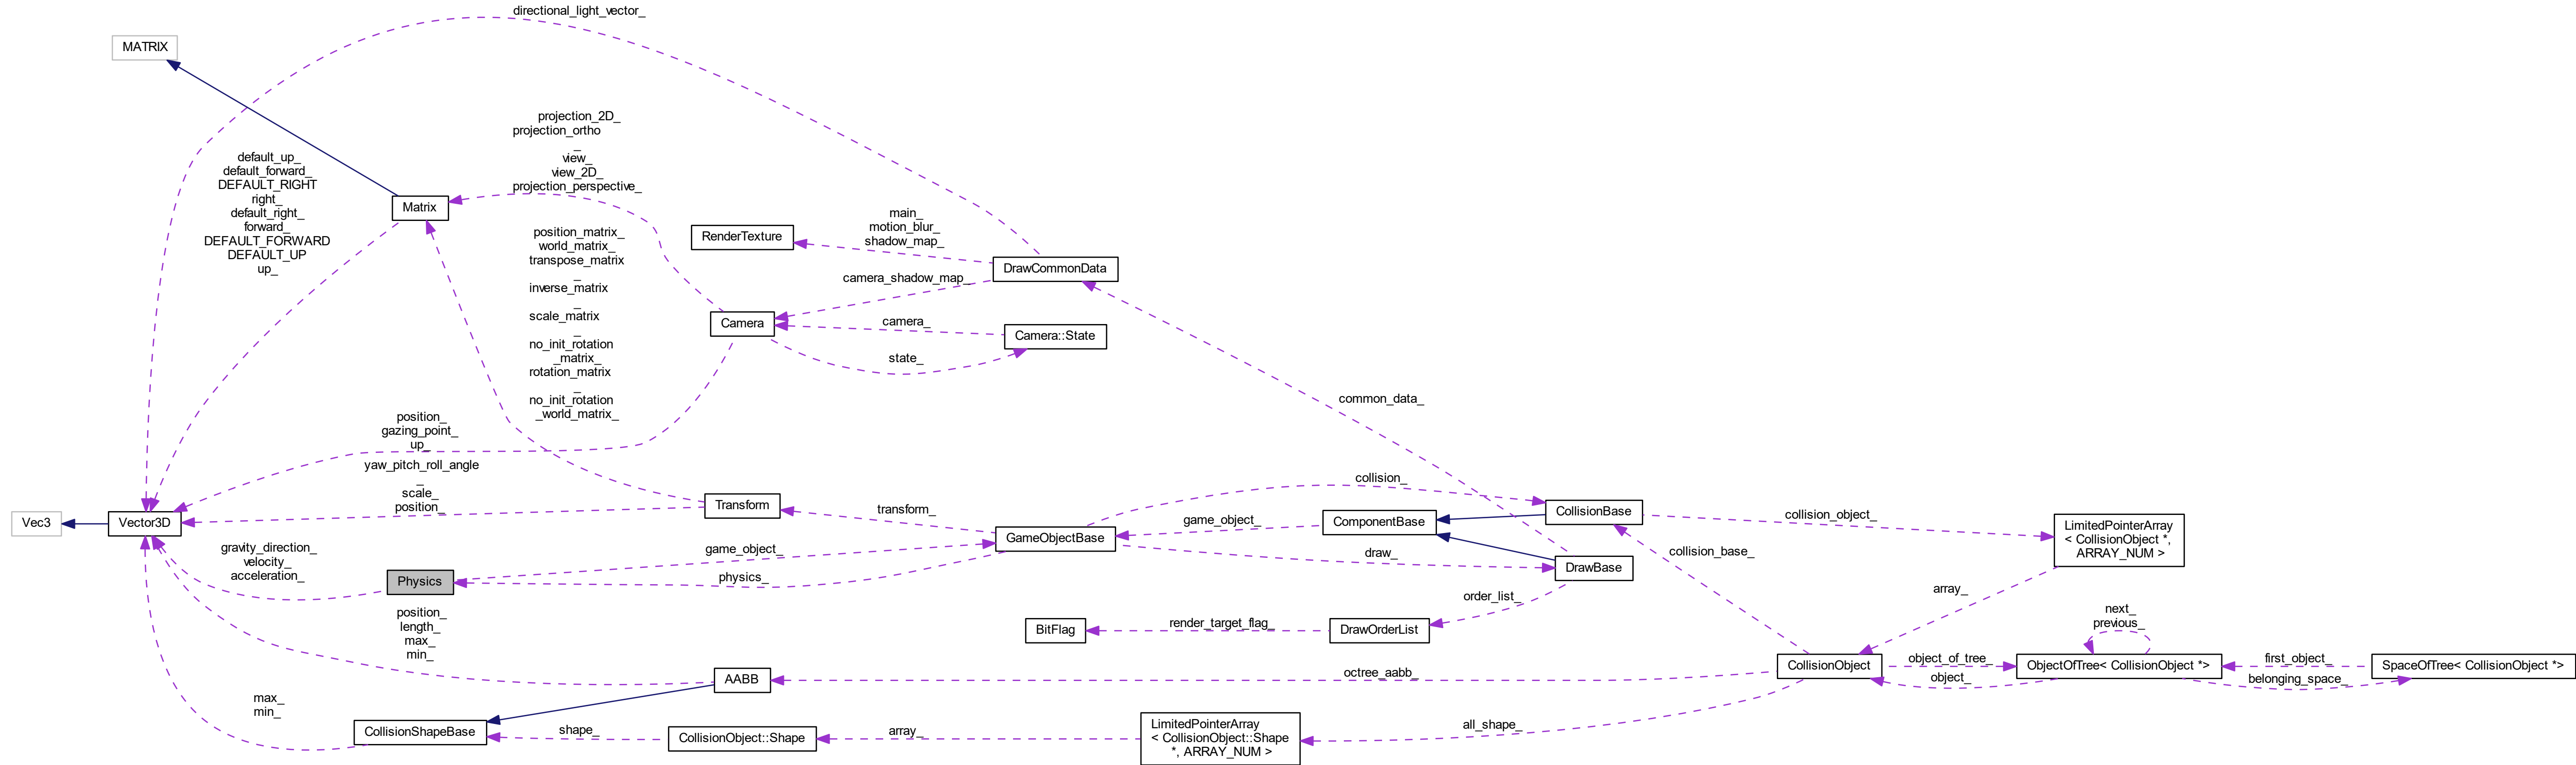 directional_light_vector_
MATRIX
projection_2D_
projection_ortho
_
view_
view_2D_
projection_perspective_
default_up_
default_forward_
DEFAULT_RIGHT
right_
default_right_
forward_
DEFAULT_FORWARD
DEFAULT_UP
up_
Matrix
main_
motion_blur_
shadow_map_
RenderTexture
position_matrix_
world_matrix_
transpose_matrix
_
inverse_matrix
_
scale_matrix
_
no_init_rotation
_matrix_
rotation_matrix
_
no_init_rotation
_world_matrix_
DrawCommonData
camera_shadow_map_
Camera
camera_
Camera::State
state_
common_data_
position_
gazing_point_
up_
yaw_pitch_roll_angle
_
scale_
position_
collision_
Transform
transform_
Vec3
Vector3D
CollisionBase
collision_object_
ComponentBase
game_object_
GameObjectBase
LimitedPointerArray
< CollisionObject *,
ARRAY_NUM >
gravity_direction_
velocity_
acceleration_
game_object_
draw_
collision_base_
Physics
physics_
DrawBase
order_list_
array_
position_
length_
max_
min_
BitFlag
render_target_flag_
DrawOrderList
next_
previous_
CollisionObject
object_of_tree_
ObjectOfTree< CollisionObject *>
first_object_
SpaceOfTree< CollisionObject *>
object_
belonging_space_
AABB
octree_aabb_
max_
min_
CollisionShapeBase
shape_
CollisionObject::Shape
array_
LimitedPointerArray
< CollisionObject::Shape
*, ARRAY_NUM >
all_shape_